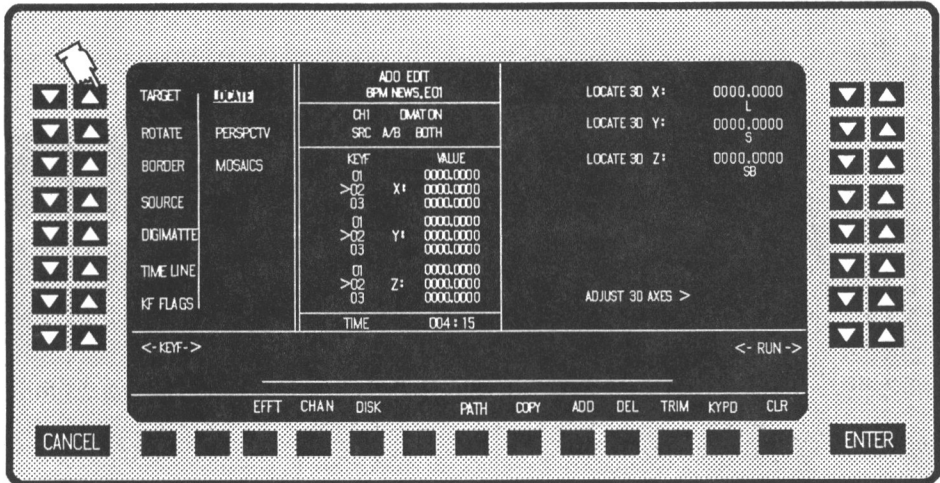 TARGET
LOCATE
ROTATE
PERSPCTV
BORDER
MOSAICS
SOURCE
DIGIMATTE
TIME LINE
KF FLAGS
ADO EDIT
8PM NEWS,E01
CH1 DMAT ON
SRC A/B BOTH
KEYF VALUE
01 0000.0000
>02 X: 0000.0000
03 0000.0000
01 0000.0000
>02 Y: 0000.0000
03 0000.0000
01 0000.0000
>02 Z: 0000.0000
03 0000.0000
TIME 004:15
LOCATE 3D X: 0000.0000
L
LOCATE 3D Y: 0000.0000
S
LOCATE 3D Z: 0000.0000
SB
ADJUST 3D AXES >
<-KEYF->
<- RUN ->
EFFT CHAN DISK PATH COPY ADD DEL TRIM KYPD CLR
CANCEL
ENTER